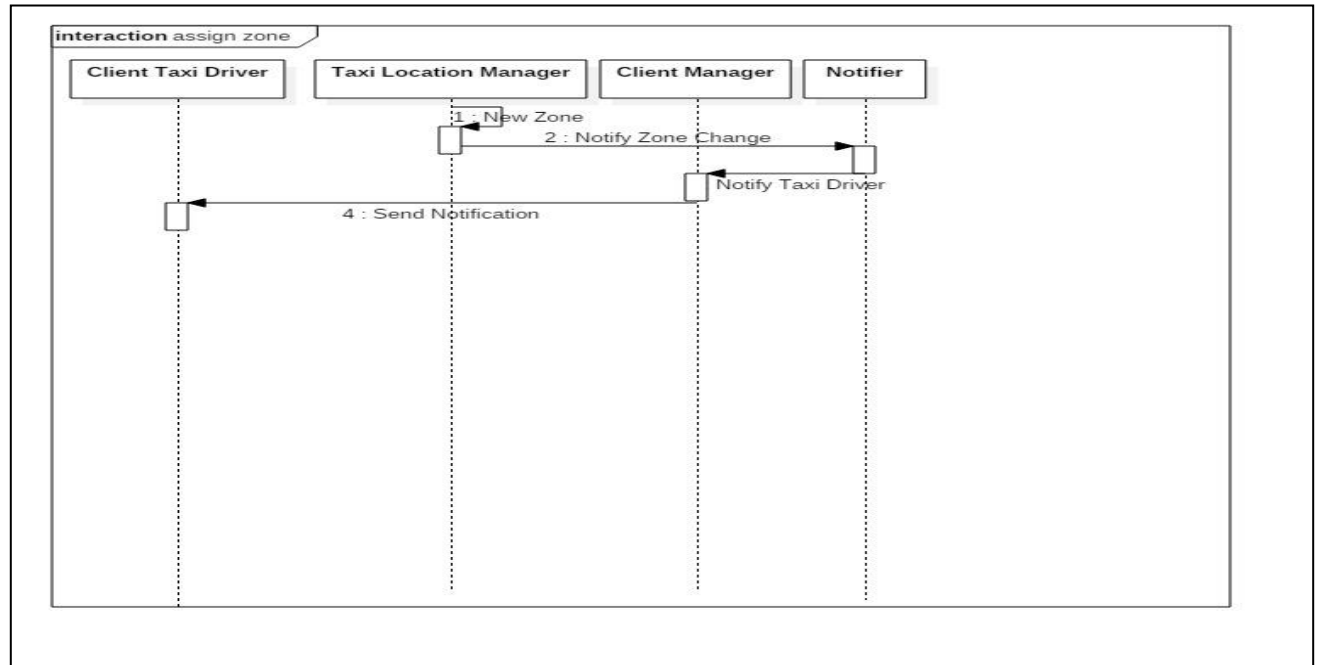 interaction assign zone
Client Taxi Driver
Taxi Location Manager
Client Manager
Notifier
1 : New Zone
2 : Notify Zone Change
Notify Taxi Driver
4 : Send Notification